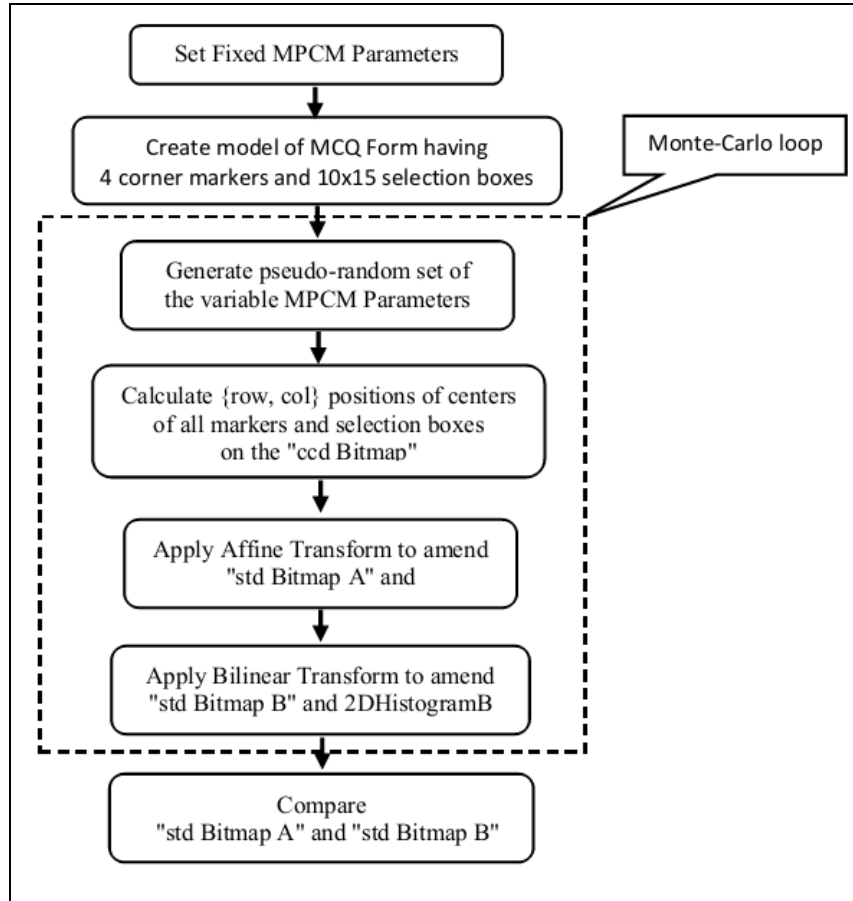 Set Fixed MPCM Parameters
Create model of MCQ Form having
4 corner markers and 10x15 selection boxes
Monte-Carlo loop
Generate pseudo-random set of
the variable MPCM Parameters
Calculate {row, col} positions of centers
of all markers and selection boxes
on the "ccd Bitmap"
Apply Affine Transform to amend
"std Bitmap A" and
Apply Bilinear Transform to amend
"std Bitmap B" and 2DHistogramB
Compare
"std Bitmap A" and "std Bitmap B"